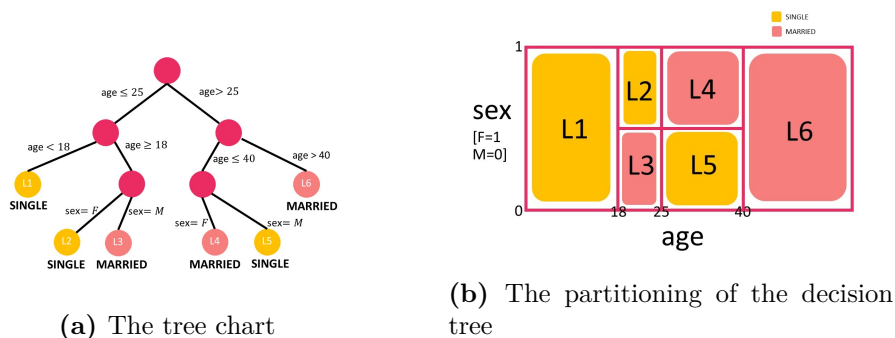 age ≤ 25
age> 25
age < 18
age ≥ 18
age ≤ 40
age >40
L1
SINGLE
sex= F
sex= M
L6
MARRIED
sex= F
sex= M
L2
L3
L4
L5
SINGLE
MARRIED
MARRIED
SINGLE
(a) The tree chart
SINGLE
MARRIED
1
sex
[F=1
M=0]
0
L1
L2
L3
L4
L5
L6
18
25
40
age
(b) The partitioning of the decision
tree